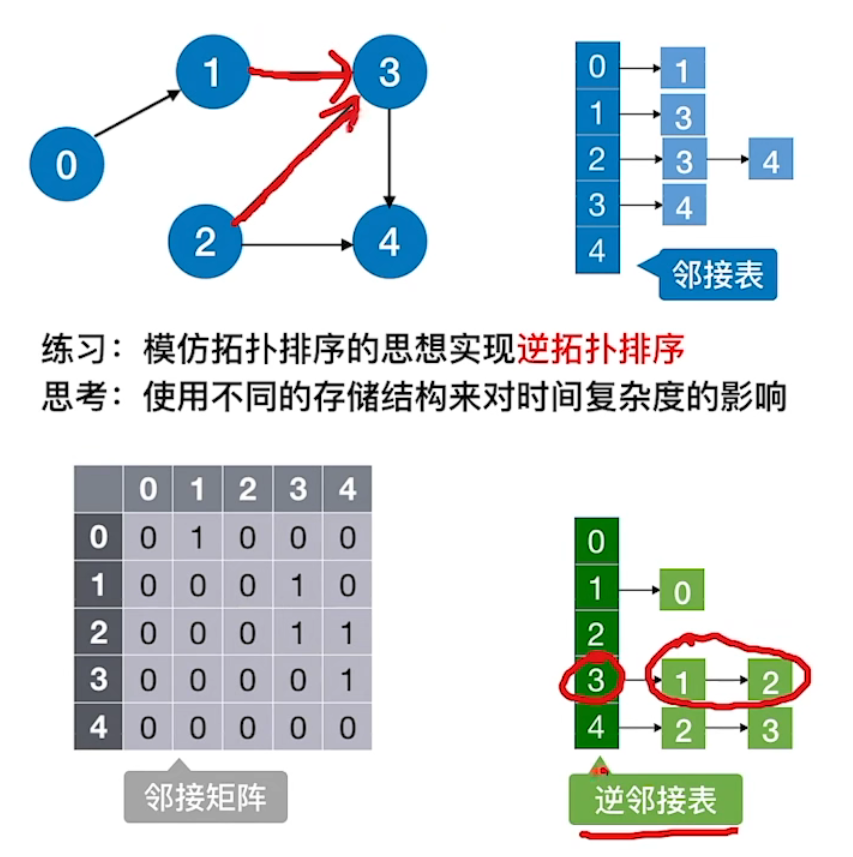 1
3
0
2
4
0 1
1 3
2 3 4
3 4
4
邻接表
练习：模仿拓扑排序的思想实现逆拓扑排序
思考：使用不同的存储结构来对时间复杂度的影响
0 1 2 3 4
0 0 1 0 0 0
1 0 0 0 1 0
2 0 0 0 1 1
3 0 0 0 0 1
4 0 0 0 0 0
邻接矩阵
0
1 0
2
3 1 2
4 2 3
逆邻接表